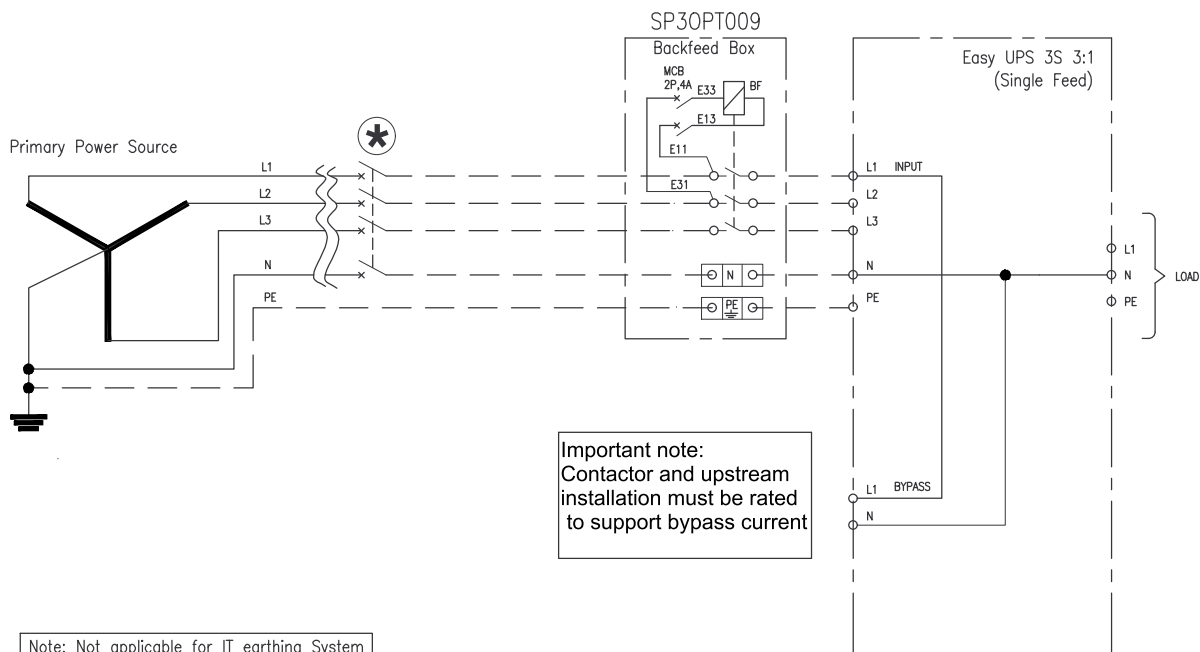 SP3OPT009
Backfeed Box
Easy UPS 3S 3:1
(Single Feed)
MCB
2P,4A
E33
BF
E13
E11
E31
Primary Power Source
*
L1
L2
L3
N
PE
N
PE
L1 INPUT
L2
L3
N
PE
L1
N
PE
LOAD
L1 BYPASS
N
Important note:
Contactor and upstream
installation must be rated
to support bypass current
Note: Not applicable for IT earthing System